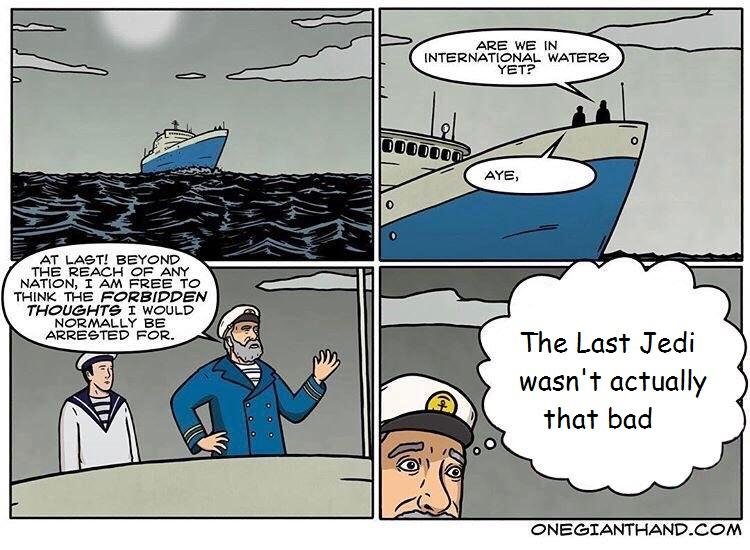 ARE WE IN
INTERNATIONAL WATERS
YET?
AYE,
AT LAST! BEYOND
THE REACH OF ANY
NATION, I AM FREE TO
THINK THE FORBIDDEN
THOUGHTS I WOULD
NORMALLY BE
ARRESTED FOR.
The Last Jedi
wasn't actually
that bad
ONEGIANTHAND.COM